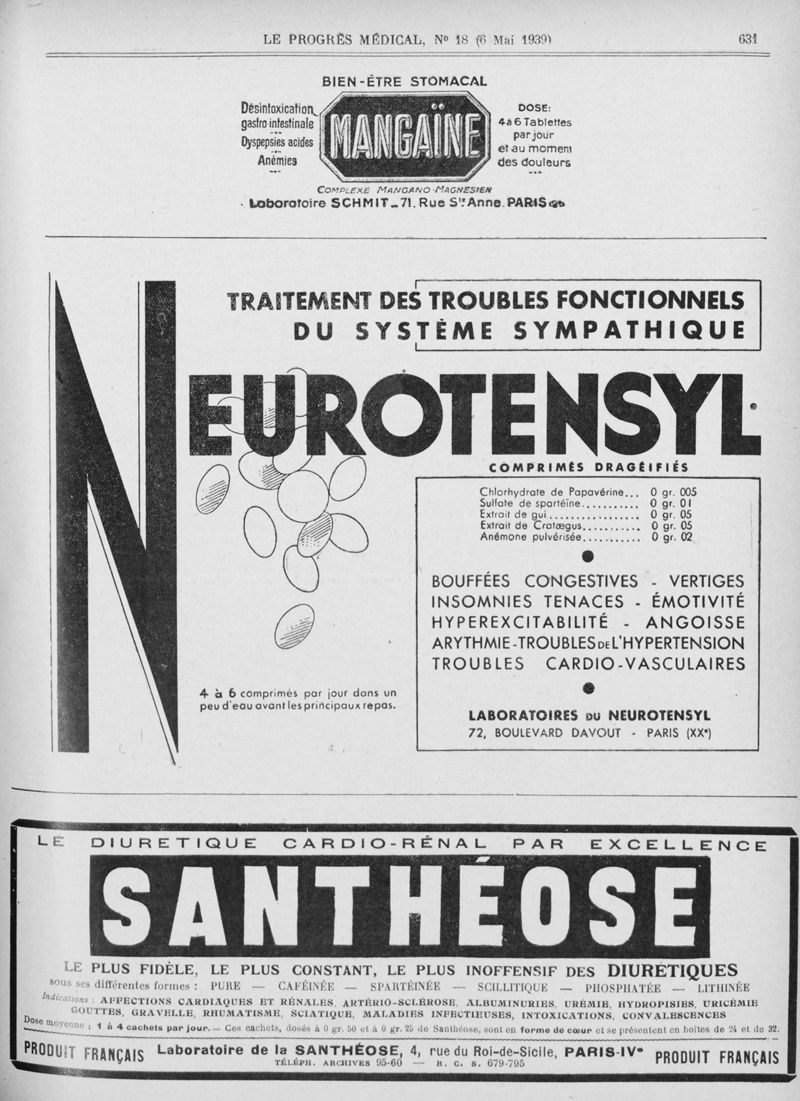 LE PROGRÈS MÉDICAL, Nº 18 (6 Mai 1939)
631
BIEN-ÊTRE STOMACAL
Désintoxication
gastro intestinale
Dyspepsies acides
Anémies
MANGAÏNE
DOSE:
4 à 6 Tablettes
par jour
et au moment
des douleurs
COMPLEXE MANGANO-MAGNESIEN
Laboratoire SCHMIT_71, Rue Ste Anne. PARIS
TRAITEMENT DES TROUBLES FONCTIONNELS
DU SYSTÈME SYMPATHIQUE
NEUROTENSYL
COMPRIMÉS DRAGÉIFIÉS
Chlorhydrate de Papavérine... 0 gr. 005
Sulfate de spartéine........... 0 gr. 01
Extrait de gui................. 0 gr. 05
Extrait de Cratægus........... 0 gr. 05
Anémone pulvérisée........... 0 gr. 02
BOUFFÉES CONGESTIVES - VERTIGES
INSOMNIES TENACES - ÉMOTIVITÉ
HYPEREXCITABILITÉ - ANGOISSE
ARYTHMIE-TROUBLES DE L'HYPERTENSION
TROUBLES CARDIO-VASCULAIRES
4 à 6 comprimés par jour dans un
peu d'eau avant les principaux repas.
LABORATOIRES DU NEUROTENSYL
72, BOULEVARD DAVOUT - PARIS (XXe)
LE DIURETIQUE CARDIO-RÉNAL PAR EXCELLENCE
SANTHÉOSE
LE PLUS FIDÈLE, LE PLUS CONSTANT, LE PLUS INOFFENSIF DES DIURÉTIQUES
sous ses différentes formes : PURE — CAFÉINÉE — SPARTÉINÉE — SCILLITIQUE — PHOSPHATÉE — LITHINÉE
Indications : AFFECTIONS CARDIAQUES ET RÉNALES, ARTÉRIO-SCLÉROSE, ALBUMINURIES, URÉMIE, HYDROPISIES, URICÉMIE
GOUTTES, GRAVELLE, RHUMATISME, SCIATIQUE, MALADIES INFECTIEUSES, INTOXICATIONS, CONVALESCENCES
Dose moyenne : 1 à 4 cachets par jour.— Ces cachets, dosés à 0 gr. 50 et à 0 gr. 25 de Santhéose, sont en forme de cœur et se présentent en boîtes de 24 et de 32.
PRODUIT FRANÇAIS
Laboratoire de la SANTHÉOSE, 4, rue du Roi-de-Sicile, PARIS-IVe
TÉLÉPH. ARCHIVES 95-60 — R. C. S. 679-795
PRODUIT FRANÇAIS